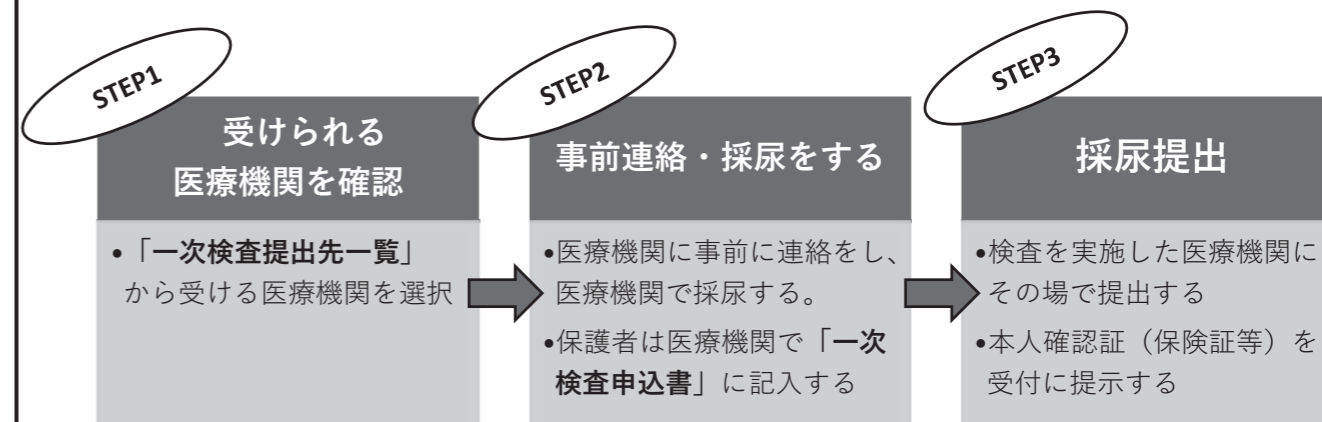 STEP1
受けられる
医療機関を確認
•「一次検査提出先一覧」
から受ける医療機関を選択
STEP2
事前連絡・採尿をする
•医療機関に事前に連絡をし、
医療機関で採尿する。
•保護者は医療機関で「一次
検査申込書」に記入する
STEP3
採尿提出
•検査を実施した医療機関に
その場で提出する
•本人確認証（保険証等）を
受付に提示する